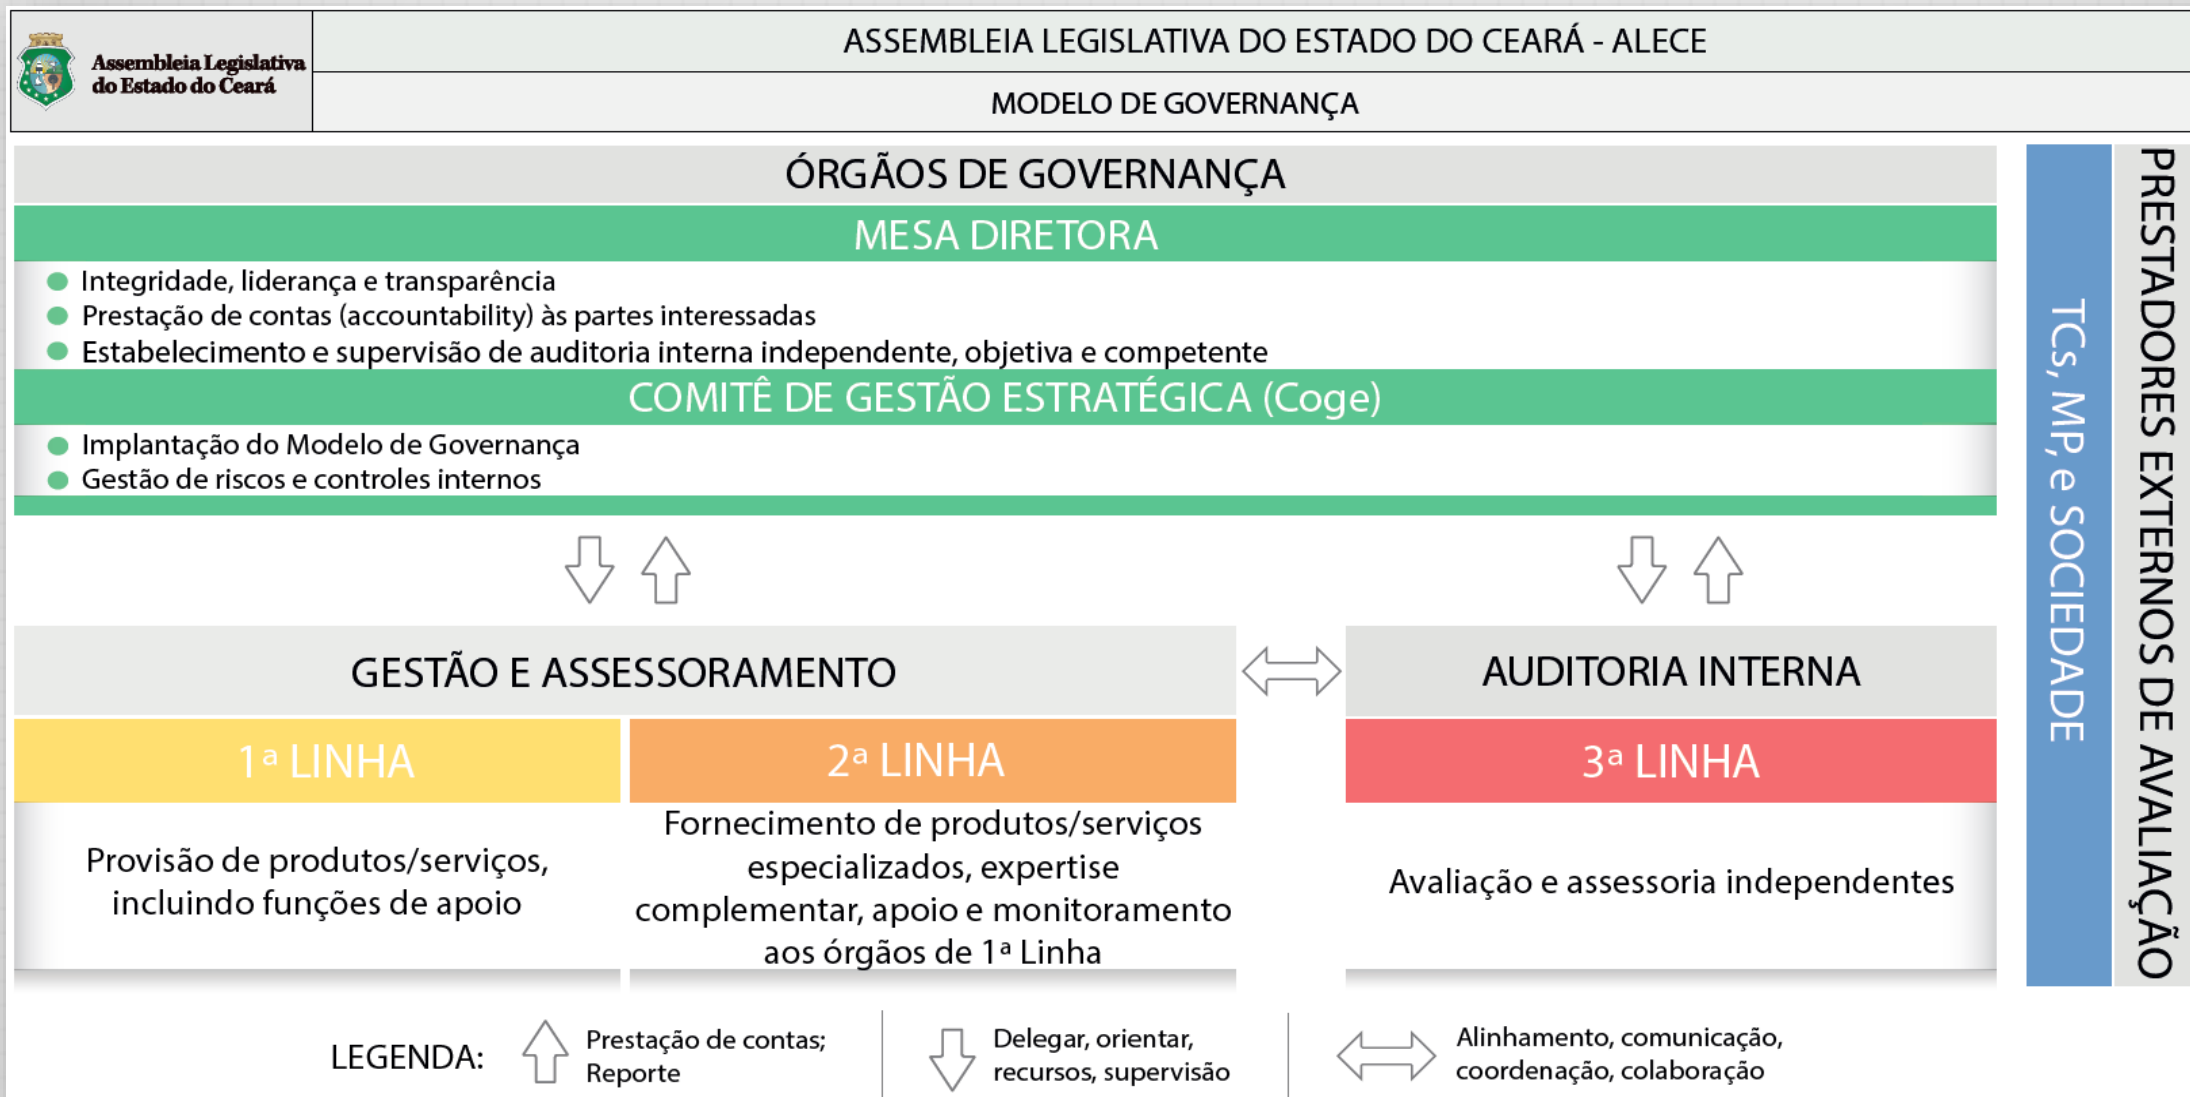 Assembleia Legislativa
do Estado do Ceará
ASSEMBLEIA LEGISLATIVA DO ESTADO DO CEARÁ - ALECE
MODELO DE GOVERNANÇA
ÓRGÃOS DE GOVERNANÇA
MESA DIRETORA
Integridade, liderança e transparência
Prestação de contas (accountability) às partes interessadas
Estabelecimento e supervisão de auditoria interna independente, objetiva e competente
COMITÊ DE GESTÃO ESTRATÉGICA (Coge)
Implantação do Modelo de Governança
Gestão de riscos e controles internos
GESTÃO E ASSESSORAMENTO
1ª LINHA
Provisão de produtos/serviços,
incluindo funções de apoio
2ª LINHA
Fornecimento de produtos/serviços
especializados, expertise
complementar, apoio e monitoramento
aos órgãos de 1ª Linha
AUDITORIA INTERNA
3ª LINHA
Avaliação e assessoria independentes
TCs, MP, e SOCIEDADE
PRESTADORES EXTERNOS DE AVALIAÇÃO
LEGENDA:
Prestação de contas;
Reporte
Delegar, orientar,
recursos, supervisão
Alinhamento, comunicação,
coordenação, colaboração